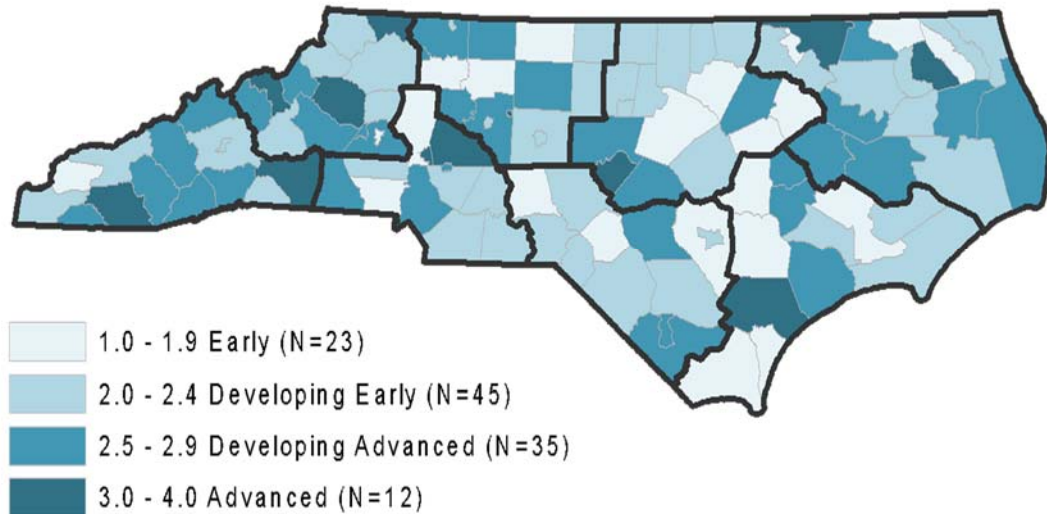 1.0 - 1.9 Early (N=23)
2.0 - 2.4 Developing Early (N=45)
2.5 - 2.9 Developing Advanced (N=35)
3.0 - 4.0 Advanced (N=12)